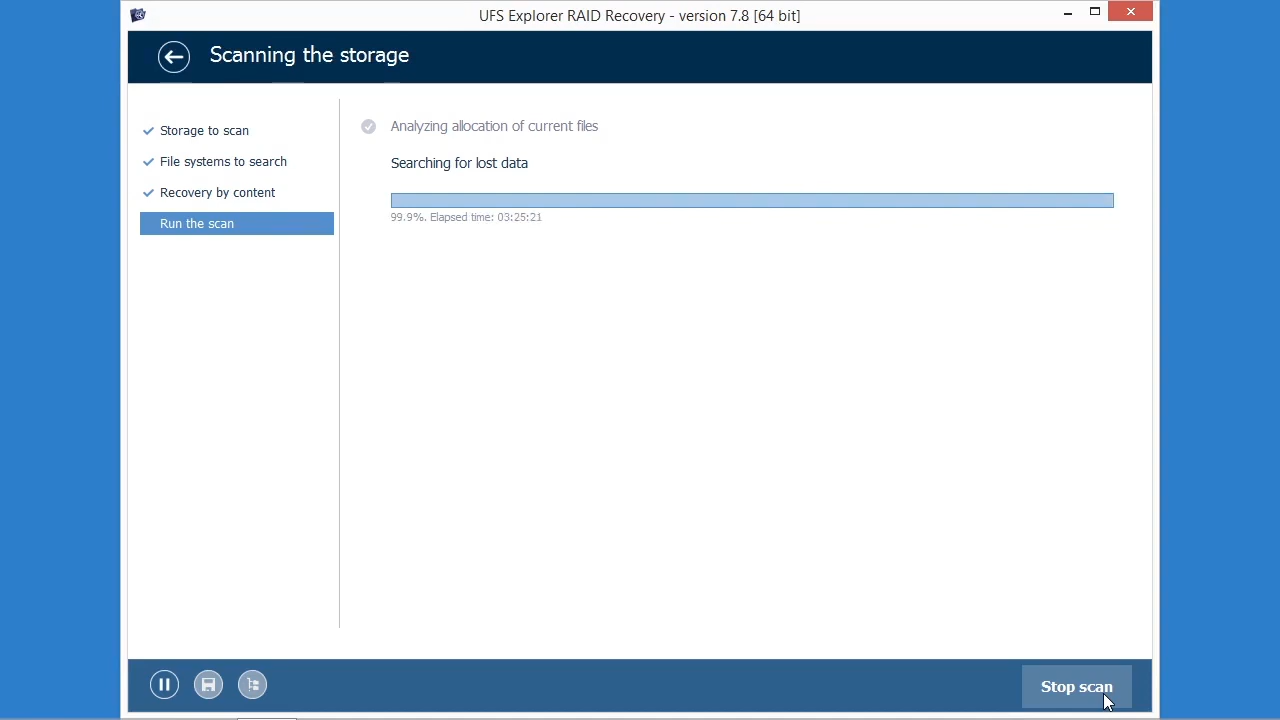 UFS Explorer RAID Recovery - version 7.8 [64 bit]
Scanning the storage
Storage to scan
File systems to search
Recovery by content
Run the scan
Analyzing allocation of current files
Searching for lost data
99.9%. Elapsed time: 03:25:21
Stop scan